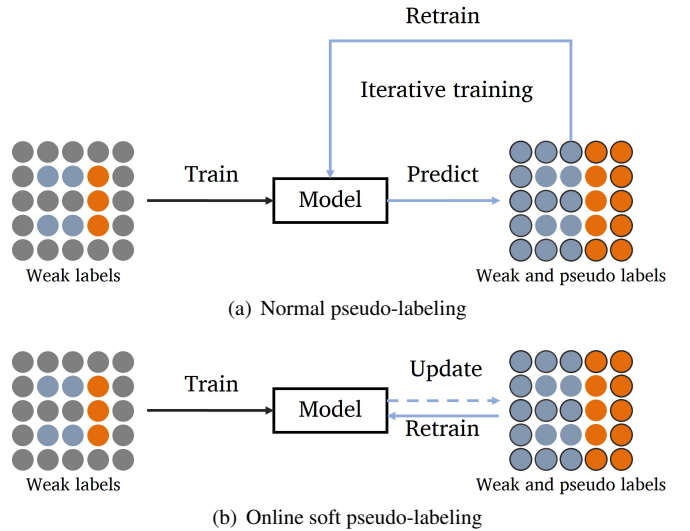 Retrain
Iterative training
Train
Model
Predict
Weak labels
Weak and pseudo labels
(a) Normal pseudo-labeling
Train
Model
Update
Retrain
Weak labels
Weak and pseudo labels
(b) Online soft pseudo-labeling